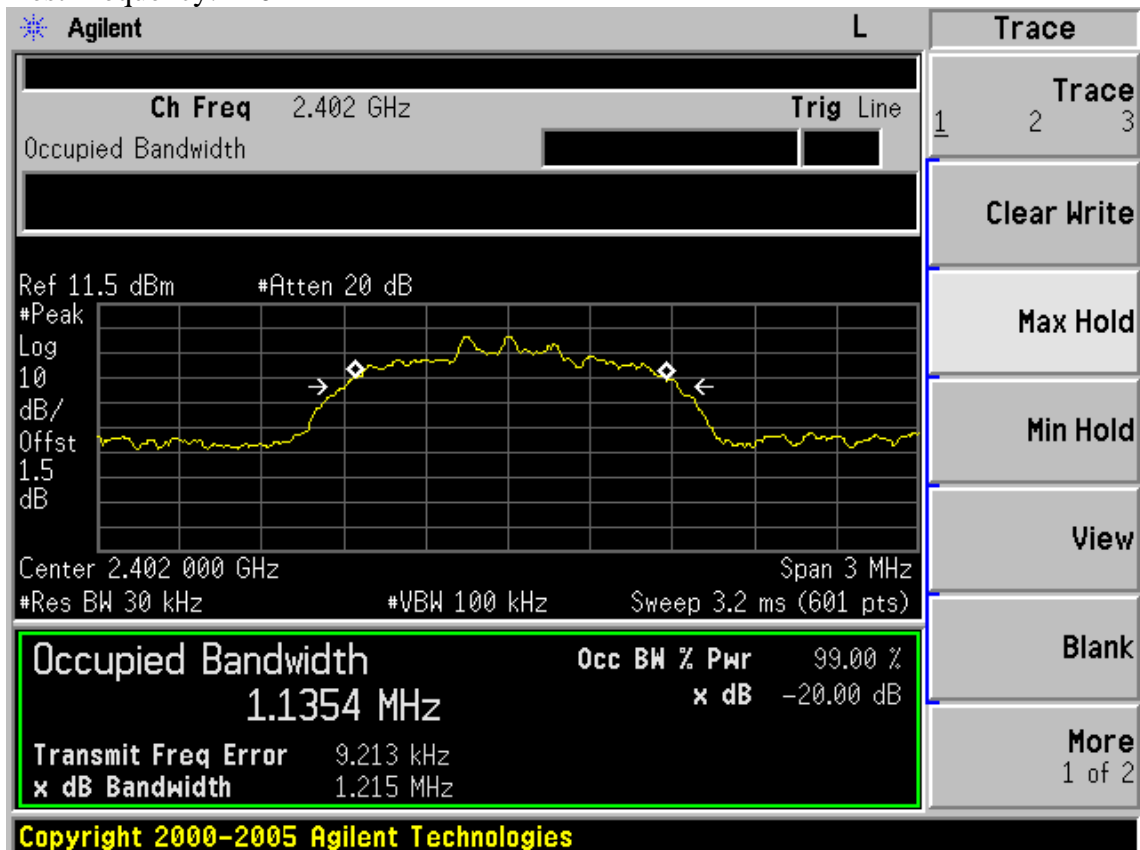 Agilent L Trace
Ch Freq 2.402 GHz Trig Line
Occupied Bandwidth
Trace
1 2 3
Clear Write
Max Hold
Min Hold
View
Blank
More
1 of 2
Ref 11.5 dBm #Atten 20 dB
#Peak
Log
10
dB/
Offst
1.5
dB
Center 2.402 000 GHz Span 3 MHz
#Res BW 30 kHz #VBW 100 kHz Sweep 3.2 ms (601 pts)
Occupied Bandwidth Occ BW % Pwr 99.00 %
1.1354 MHz x dB -20.00 dB
Transmit Freq Error 9.213 kHz
x dB Bandwidth 1.215 MHz
Copyright 2000-2005 Agilent Technologies